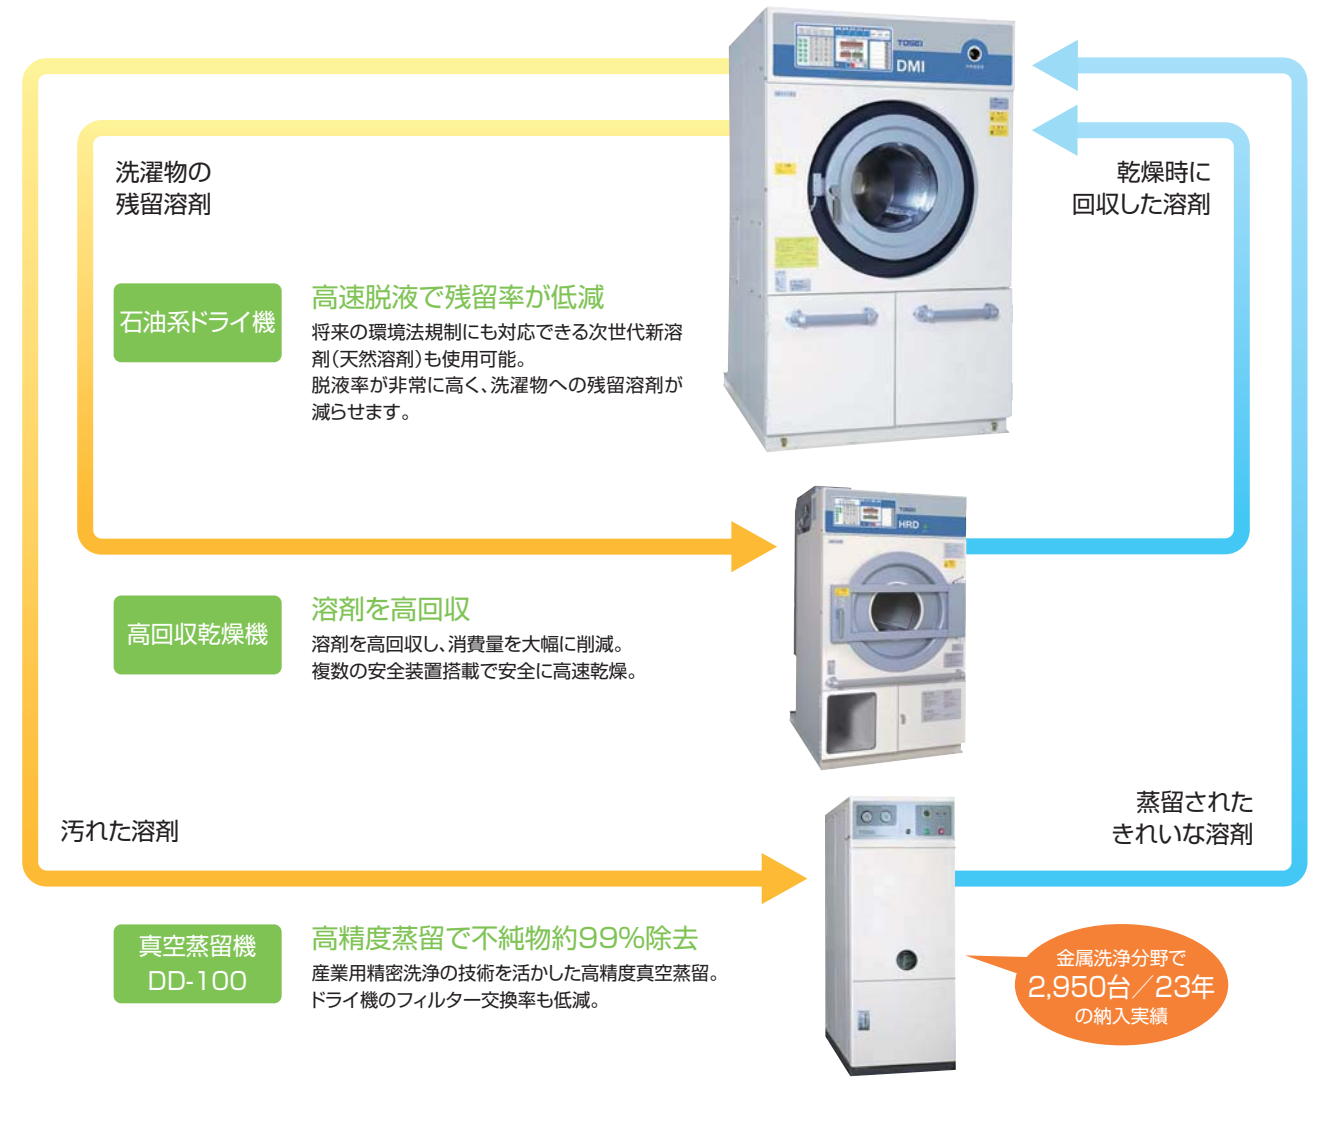 TOSEI
DMI
洗濯物の
残留溶剤
乾燥時に
回収した溶剤
石油系ドライ機
高速脱液で残留率が低減
将来の環境法規制にも対応できる次世代新溶
剤（天然溶剤）も使用可能。
脱液率が非常に高く、洗濯物への残留溶剤が
減らせます。
TOSEI
HRD
高回収乾燥機
溶剤を高回収
溶剤を高回収し、消費量を大幅に削減。
複数の安全装置搭載で安全に高速乾燥。
汚れた溶剤
蒸留された
きれいな溶剤
TOSEI
真空蒸留機
DD-100
高精度蒸留で不純物約99%除去
産業用精密洗浄の技術を活かした高精度真空蒸留。
ドライ機のフィルター交換率も低減。
金属洗浄分野で
2,950台／23年
の納入実績